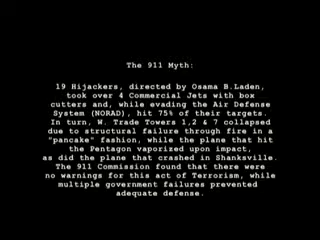 The 911 Myth:
19 Hijackers, directed by Osama B.Laden,
took over 4 Commercial Jets with box
cutters and, while evading the Air Defense
System (NORAD), hit 75% of their targets.
In turn, W. Trade Towers 1,2 & 7 collapsed
due to structural failure through fire in a
"pancake" fashion, while the plane that hit
the Pentagon vaporized upon impact,
as did the plane that crashed in Shanksville.
The 911 Commission found that there were
no warnings for this act of Terrorism, while
multiple government failures prevented
adequate defense.